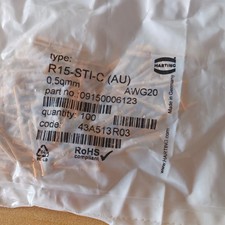 type:
R15-STI-C (AU)
0,5qmm AWG20
part no : 09150006123
quantity: 100
code: 43A513R03
RoHS
compliant
HARTING
Made in Germany